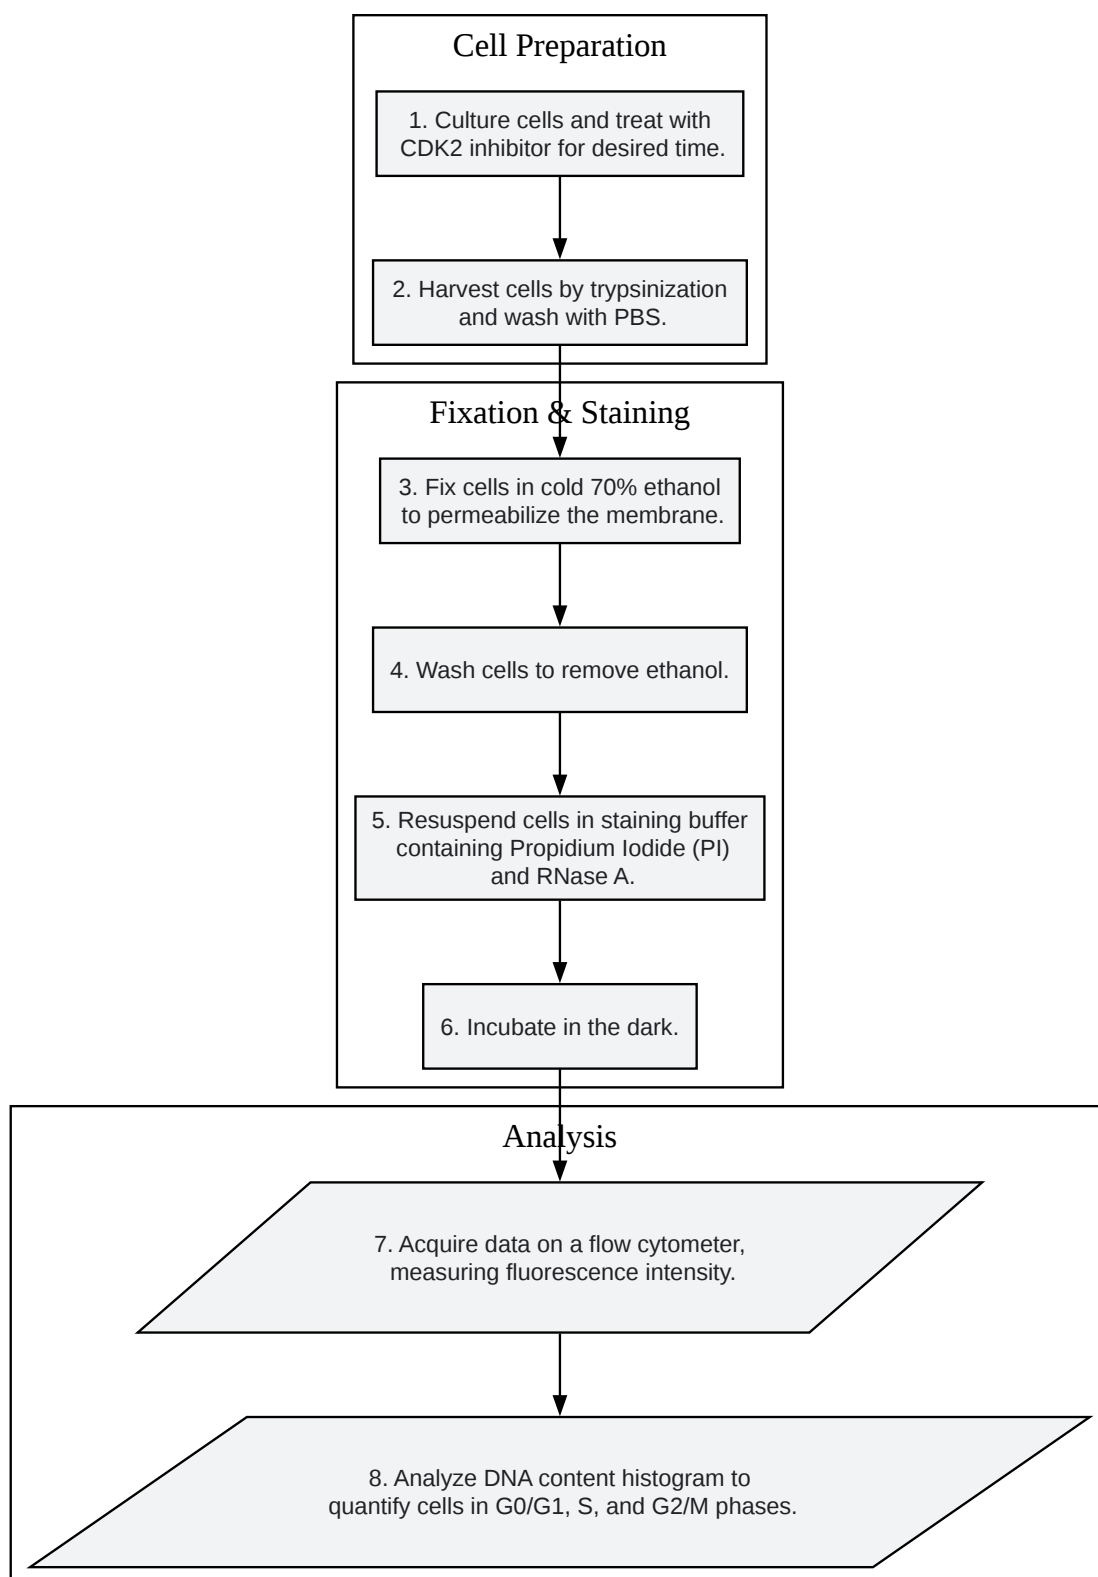 Cell Preparation
1. Culture cells and treat with
CDK2 inhibitor for desired time.
2. Harvest cells by trypsinization
and wash with PBS.
Fixation & Staining
3. Fix cells in cold 70% ethanol
to permeabilize the membrane.
4. Wash cells to remove ethanol.
5. Resuspend cells in staining buffer
containing Propidium Iodide (PI)
and RNase A.
6. Incubate in the dark.
Analysis
7. Acquire data on a flow cytometer,
measuring fluorescence intensity.
8. Analyze DNA content histogram to
quantify cells in G0/G1, S, and G2/M phases.